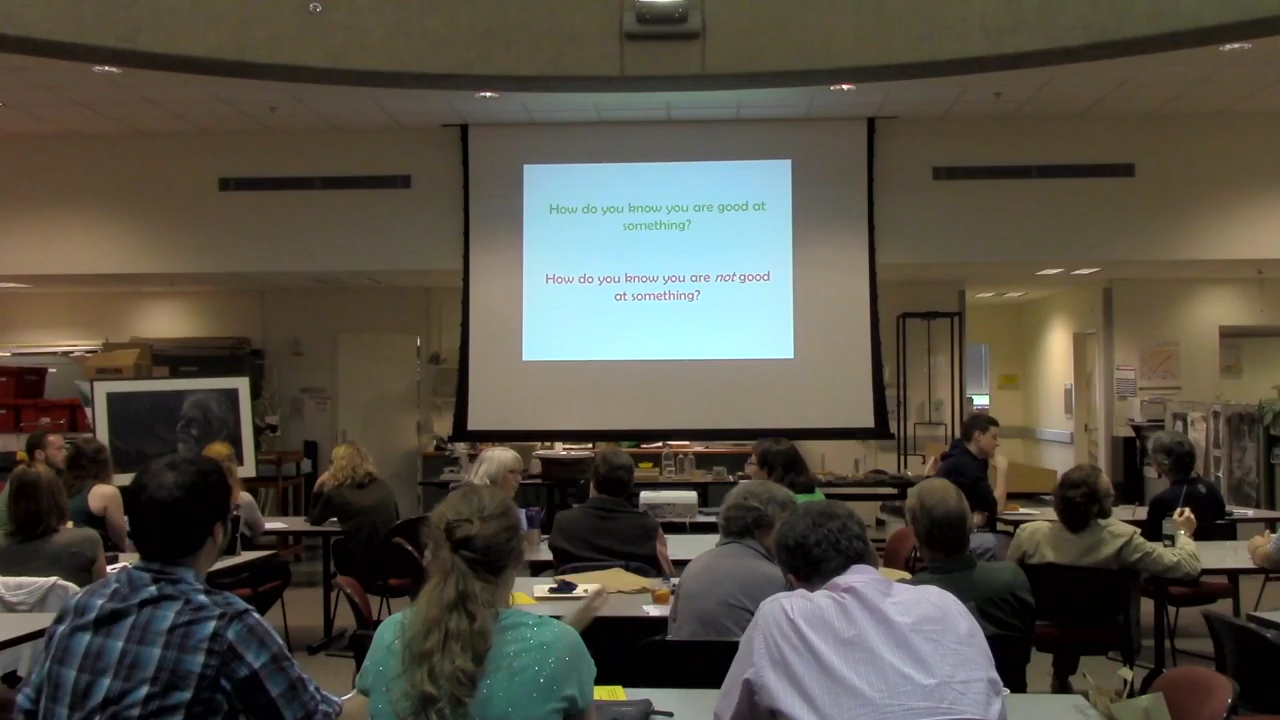 How do you know you are good at
something?
How do you know you are not good
at something?